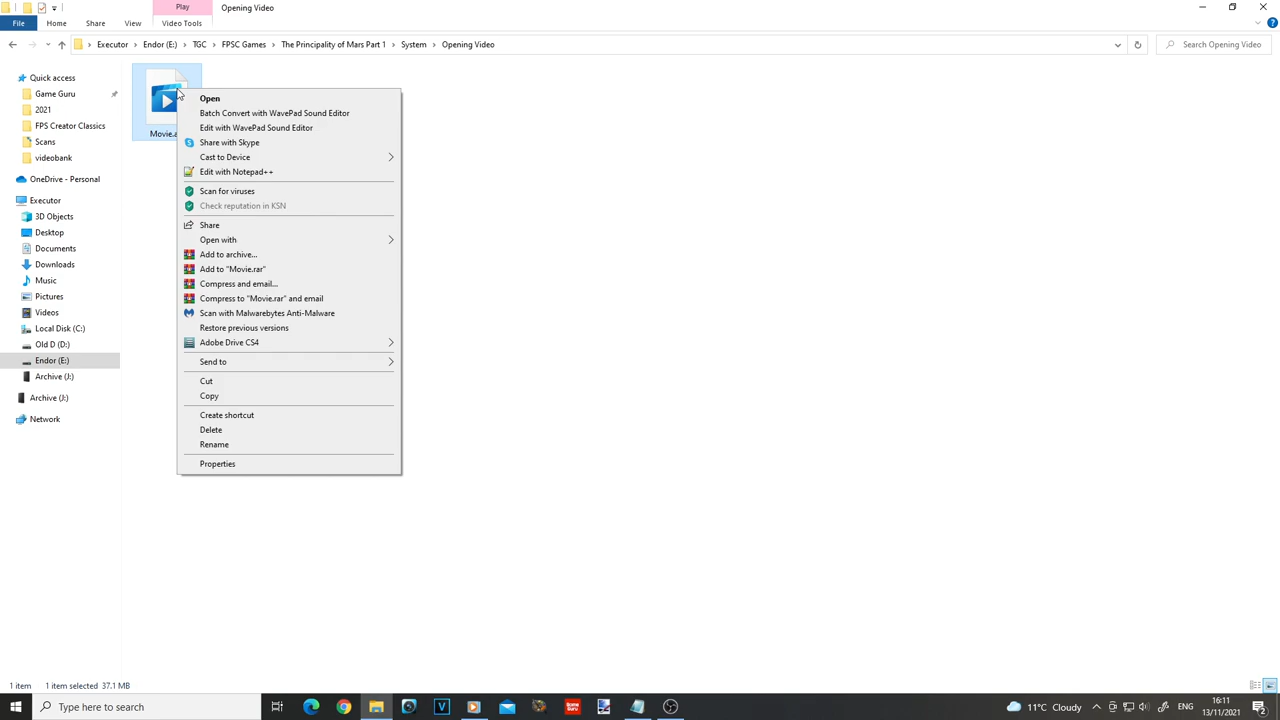 Play
Opening Video
File
Home
Share
View
Video Tools
Executor
Endor (E:)
TGC
FPSC Games
The Principality of Mars Part 1
System
Opening Video
Search Opening Video
Quick access
Game Guru
2021
FPS Creator Classics
Scans
videobank
OneDrive - Personal
Executor
3D Objects
Desktop
Documents
Downloads
Music
Pictures
Videos
Local Disk (C:)
Old D (D:)
Endor (E:)
Archive (J:)
Archive (J:)
Network
Movie.a
Open
Batch Convert with WavePad Sound Editor
Edit with WavePad Sound Editor
Share with Skype
Cast to Device
Edit with Notepad++
Scan for viruses
Check reputation in KSN
Share
Open with
Add to archive...
Add to "Movie.rar"
Compress and email...
Compress to "Movie.rar" and email
Scan with Malwarebytes Anti-Malware
Restore previous versions
Adobe Drive CS4
Send to
Cut
Copy
Create shortcut
Delete
Rename
Properties
1 item
1 item selected 37.1 MB
Type here to search
11°C Cloudy
ENG
16:11
13/11/2021